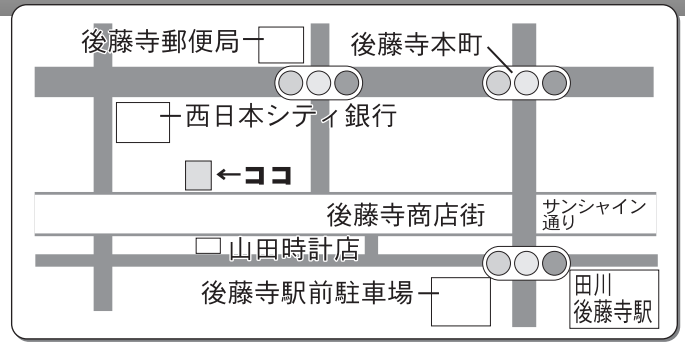 後藤寺郵便局
後藤寺本町
西日本シティ銀行
←ココ
後藤寺商店街
サンシャイン
通り
山田時計店
後藤寺駅前駐車場
田川
後藤寺駅